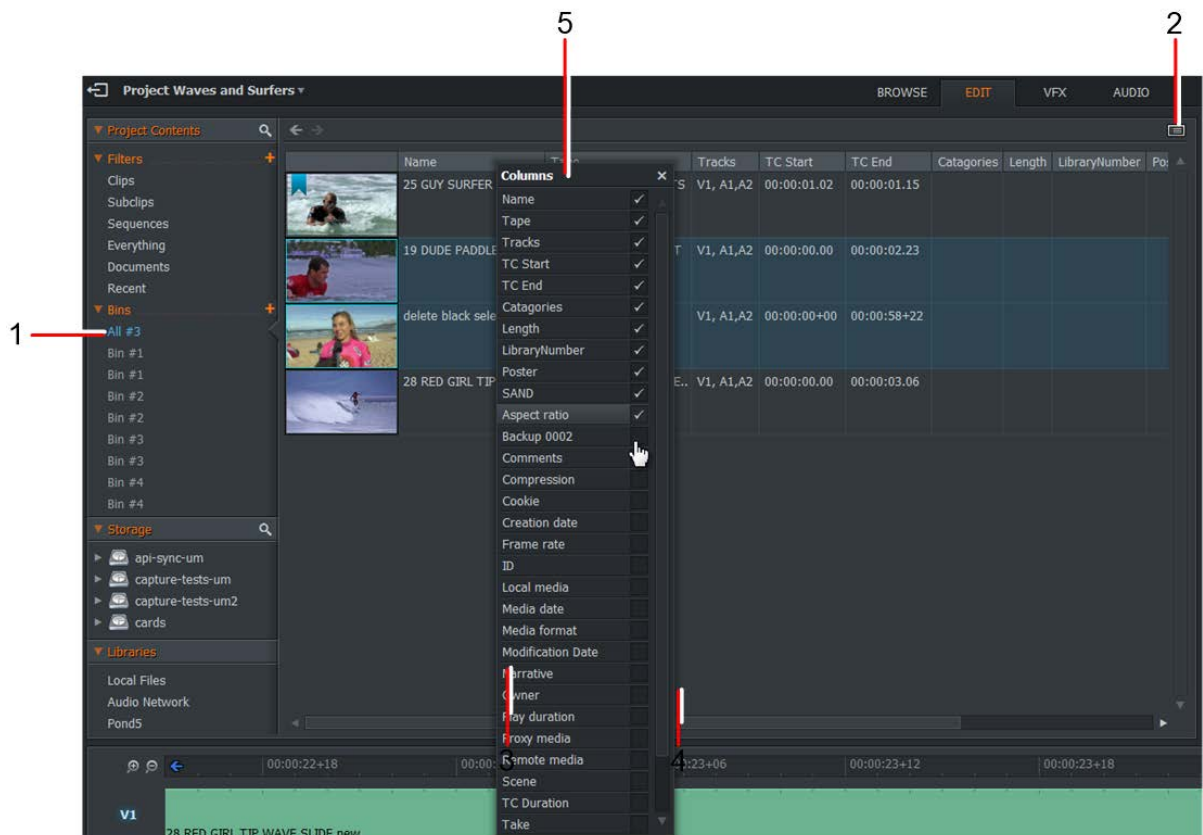 5
2
Project Waves and Surfers
BROWSE EDIT VFX AUDIO
Project Contents
Name Tracks TC Start TC End Catagories Length LibraryNumber
Filters
Clips
Subclips
Sequences
Everything
Documents
Recent
Bins
1
All #3
Bin #1
Bin #1
Bin #2
Bin #2
Bin #3
Bin #3
Bin #4
Bin #4
Storage
api-sync-um
capture-tests-um
capture-tests-um2
cards
Libraries
Local Files
Audio Network
Pond5
25 GUY SURFER V1, A1,A2 00:00:01.02 00:00:01.15
19 DUDE PADDLE V1, A1,A2 00:00:00.00 00:00:02.23
delete black sele V1, A1,A2 00:00:00+00 00:00:58+22
28 RED GIRL TIP V1, A1,A2 00:00:00.00 00:00:03.06
Columns
Name
Tape
Tracks
TC Start
TC End
Catagories
Length
LibraryNumber
Poster
SAND
Aspect ratio
Backup 0002
Comments
Compression
Cookie
Creation date
Frame rate
ID
Local media
Media date
Media format
Modification Date
Narrative
Owner
Play duration
Proxy media
Remote media
Scene
TC Duration
Take
3
4
00:00:22+18 00:00:23+12 00:00:23+18
V1
28 RED GIRL TIP WAVE SLIDE new